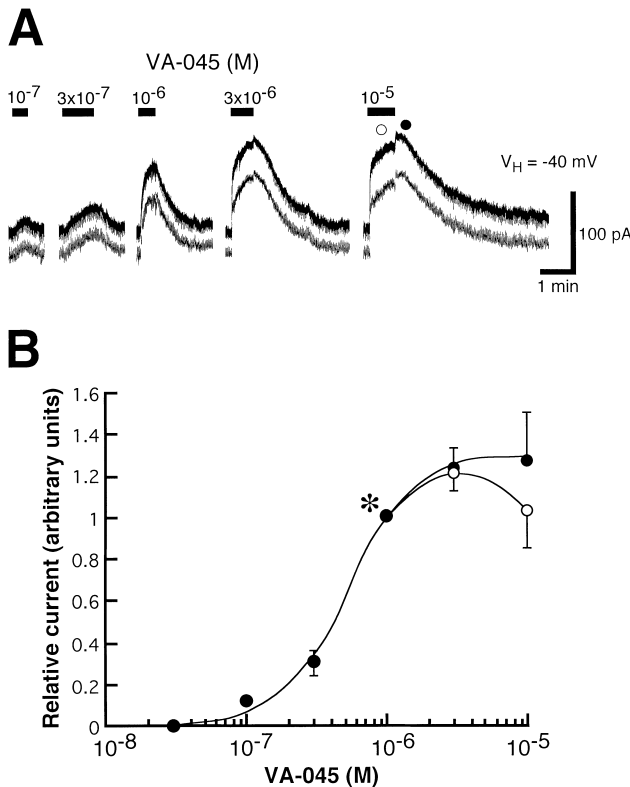 A
VA-045 (M)
10-7 3x10-7 10-6 3x10-6 10-5
VH = -40 mV
100 pA
1 min
B
Relative current (arbitrary units)
1.6
1.4
1.2
1
0.8
0.6
0.4
0.2
0
*
10-8 10-7 10-6 10-5
VA-045 (M)